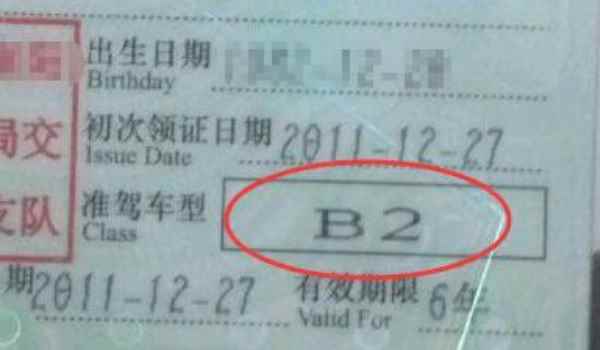 出生日期
Birthday
初次领证日期 2011-12-27
Issue Date
局交
准驾车型 B2
Class
支队
期 2011-12-27 有效期限 6年
Valid For